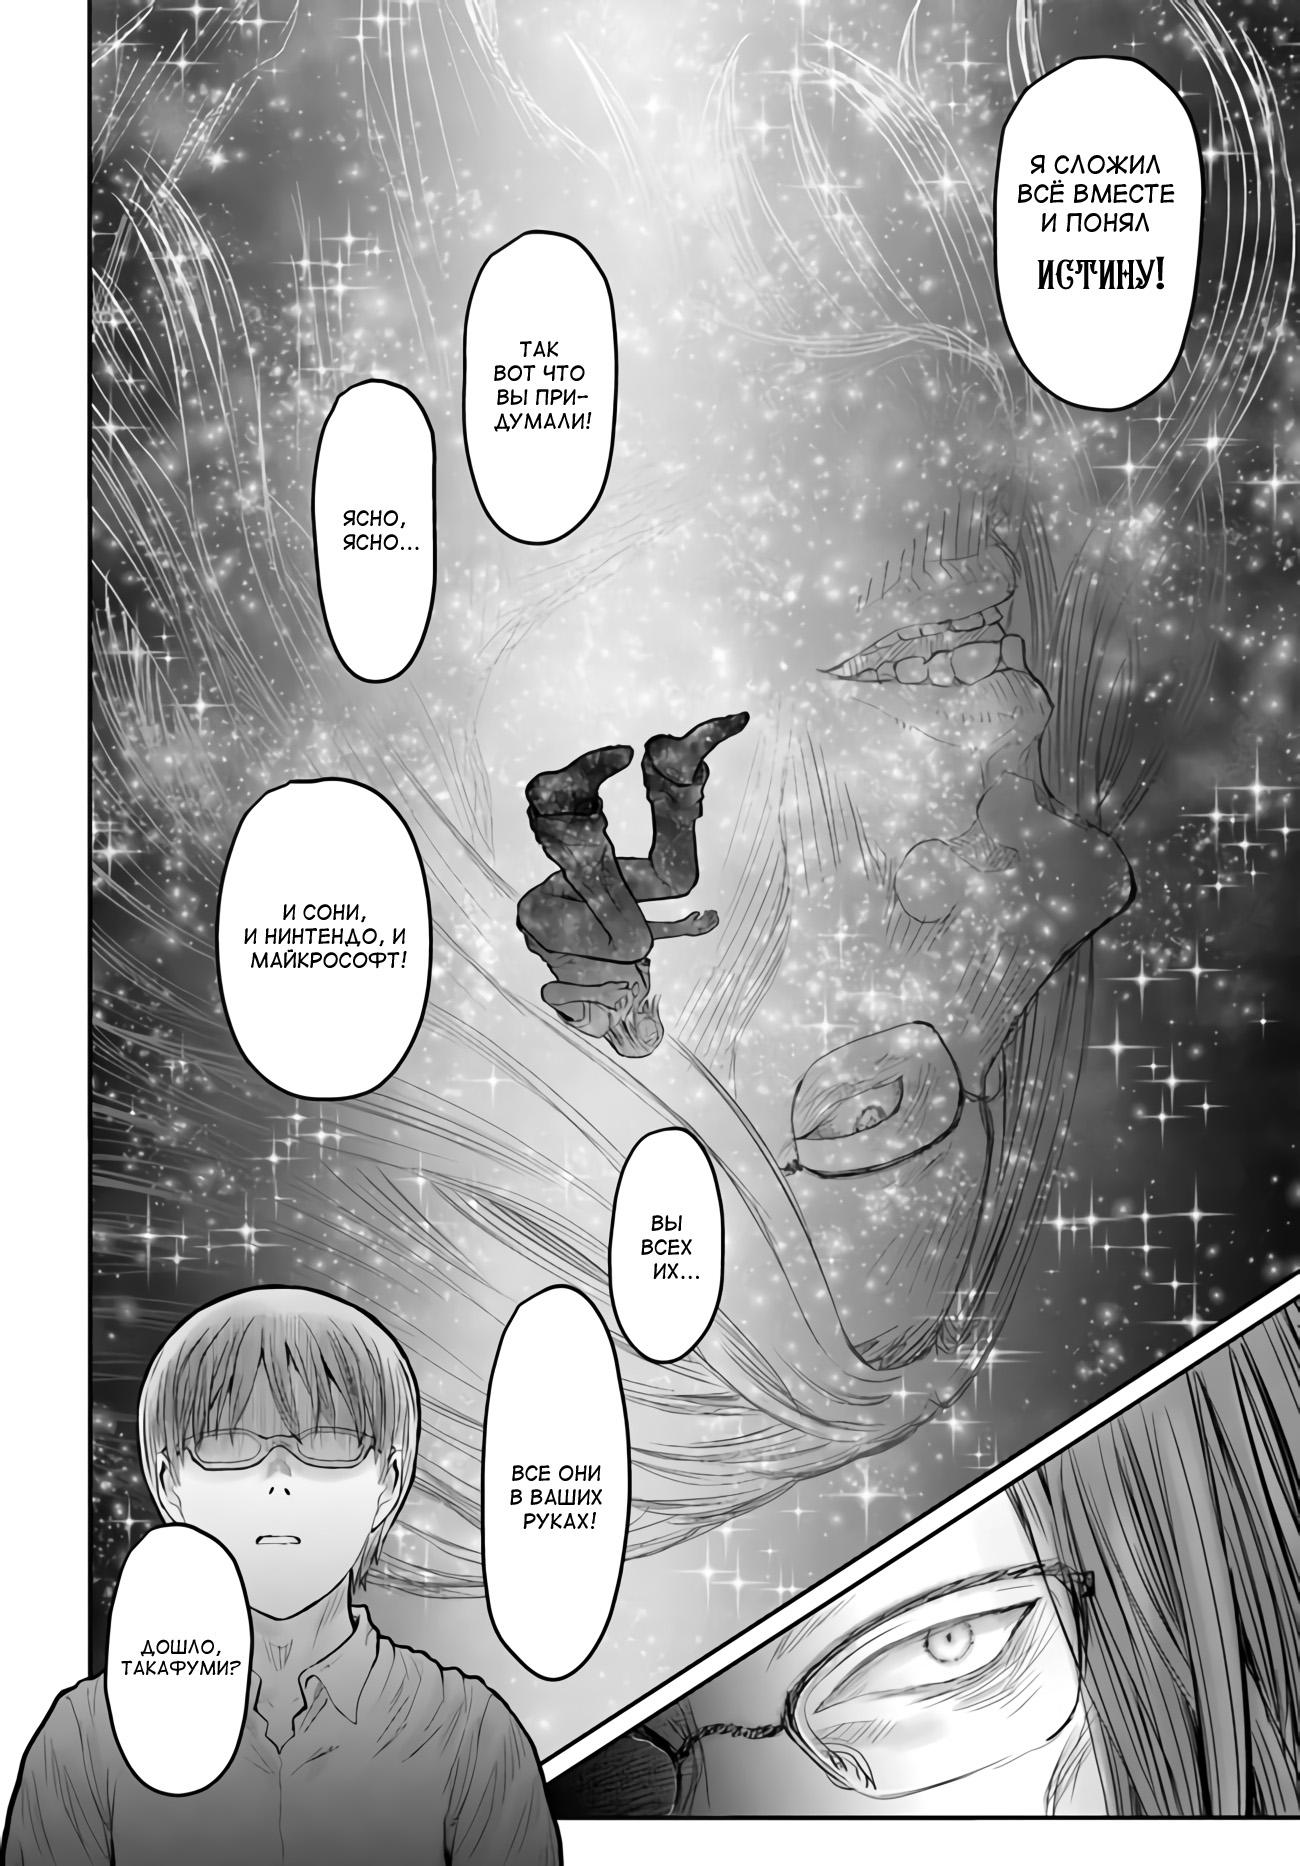 Я СЛОЖИЛ
ВСЁ ВМЕСТЕ
И ПОНЯЛ
ИСТИНУ!
ТАК
ВОТ ЧТО
ВЫ ПРИ-
ДУМАЛИ!
ЯСНО,
ЯСНО...
И СОНИ,
И НИНТЕНДО, И
МАЙКРОСОФТ!
ВЫ
ВСЕХ
ИХ...
ВСЕ ОНИ
В ВАШИХ
РУКАХ!
ДОШЛО,
ТАКАФУМИ?